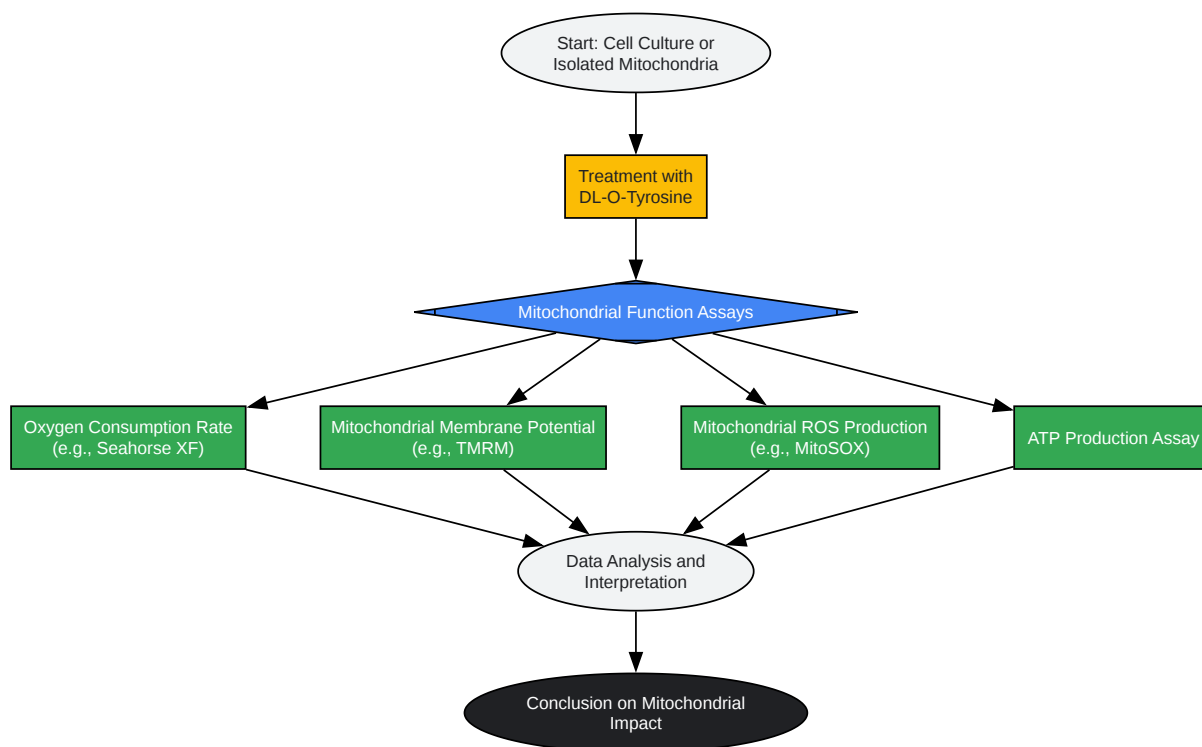 Start: Cell Culture or
Isolated Mitochondria
Treatment with
DL-O-Tyrosine
Mitochondrial Function Assays
Oxygen Consumption Rate
(e.g., Seahorse XF)
Mitochondrial Membrane Potential
(e.g., TMRM)
Mitochondrial ROS Production
(e.g., MitoSOX)
ATP Production Assay
Data Analysis and
Interpretation
Conclusion on Mitochondrial
Impact